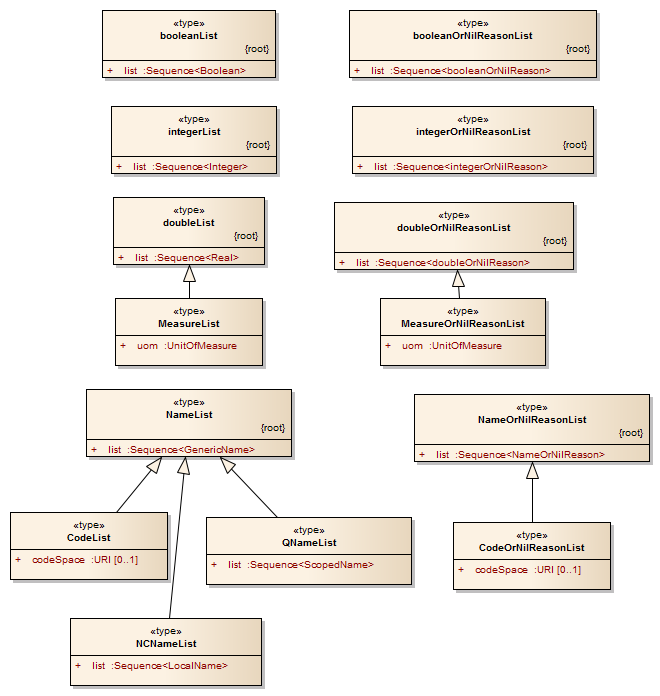 «type»
booleanList
{root}
+ list :Sequence<Boolean>
«type»
booleanOrNilReasonList
{root}
+ list :Sequence<booleanOrNilReason>
«type»
integerList
{root}
+ list :Sequence<Integer>
«type»
integerOrNilReasonList
{root}
+ list :Sequence<integerOrNilReason>
«type»
doubleList
{root}
+ list :Sequence<Real>
«type»
doubleOrNilReasonList
{root}
+ list :Sequence<doubleOrNilReason>
«type»
MeasureList
+ uom :UnitOfMeasure
«type»
MeasureOrNilReasonList
+ uom :UnitOfMeasure
«type»
NameList
{root}
+ list :Sequence<GenericName>
«type»
NameOrNilReasonList
{root}
+ list :Sequence<NameOrNilReason>
«type»
CodeList
+ codeSpace :URI [0..1]
«type»
QNameList
+ list :Sequence<ScopedName>
«type»
CodeOrNilReasonList
+ codeSpace :URI [0..1]
«type»
NCNameList
+ list :Sequence<LocalName>